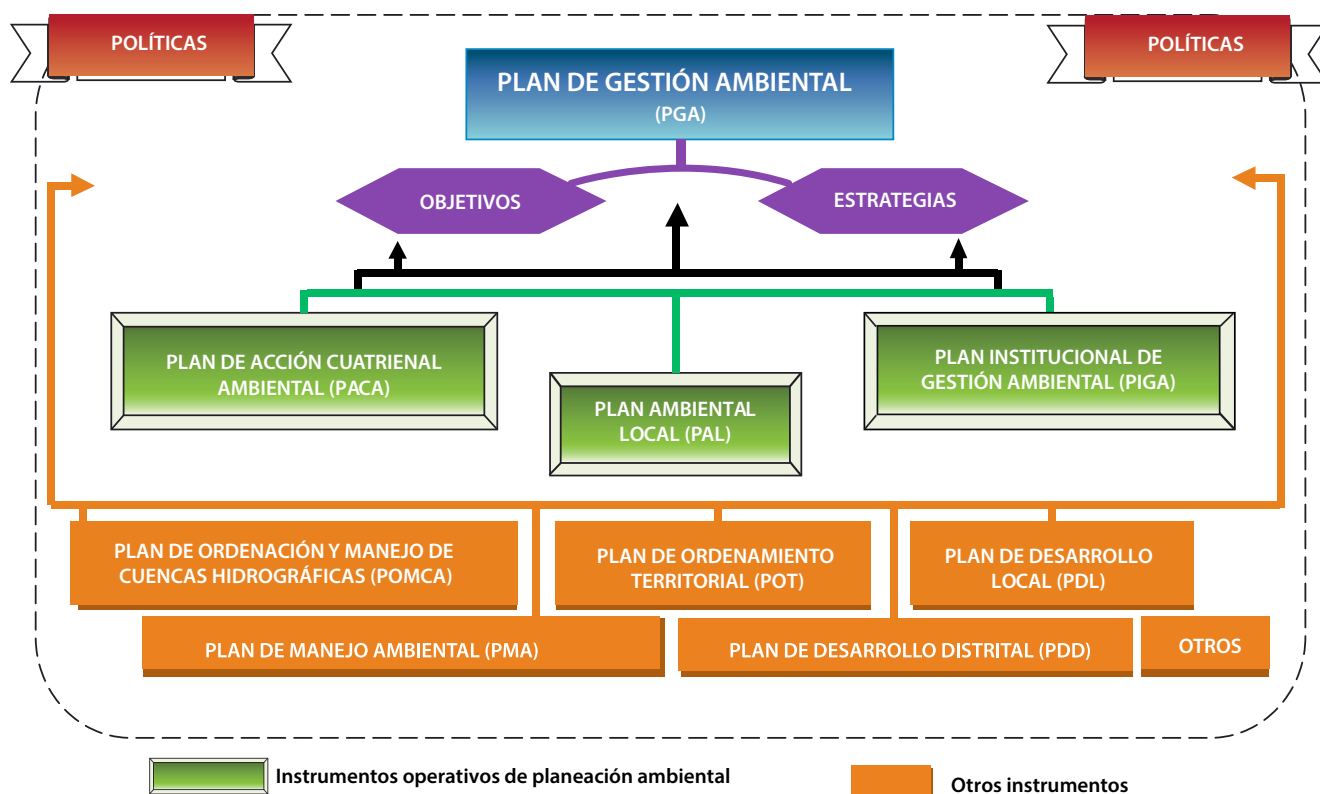 POLÍTICAS
POLÍTICAS
PLAN DE GESTIÓN AMBIENTAL
(PGA)
OBJETIVOS
ESTRATEGIAS
PLAN DE ACCIÓN CUATRIENAL
AMBIENTAL (PACA)
PLAN AMBIENTAL
LOCAL (PAL)
PLAN INSTITUCIONAL DE
GESTIÓN AMBIENTAL (PIGA)
PLAN DE ORDENACIÓN Y MANEJO DE
CUENCAS HIDROGRÁFICAS (POMCA)
PLAN DE ORDENAMIENTO
TERRITORIAL (POT)
PLAN DE DESARROLLO
LOCAL (PDL)
PLAN DE MANEJO AMBIENTAL (PMA)
PLAN DE DESARROLLO DISTRITAL (PDD)
OTROS
Instrumentos operativos de planeación ambiental
Otros instrumentos